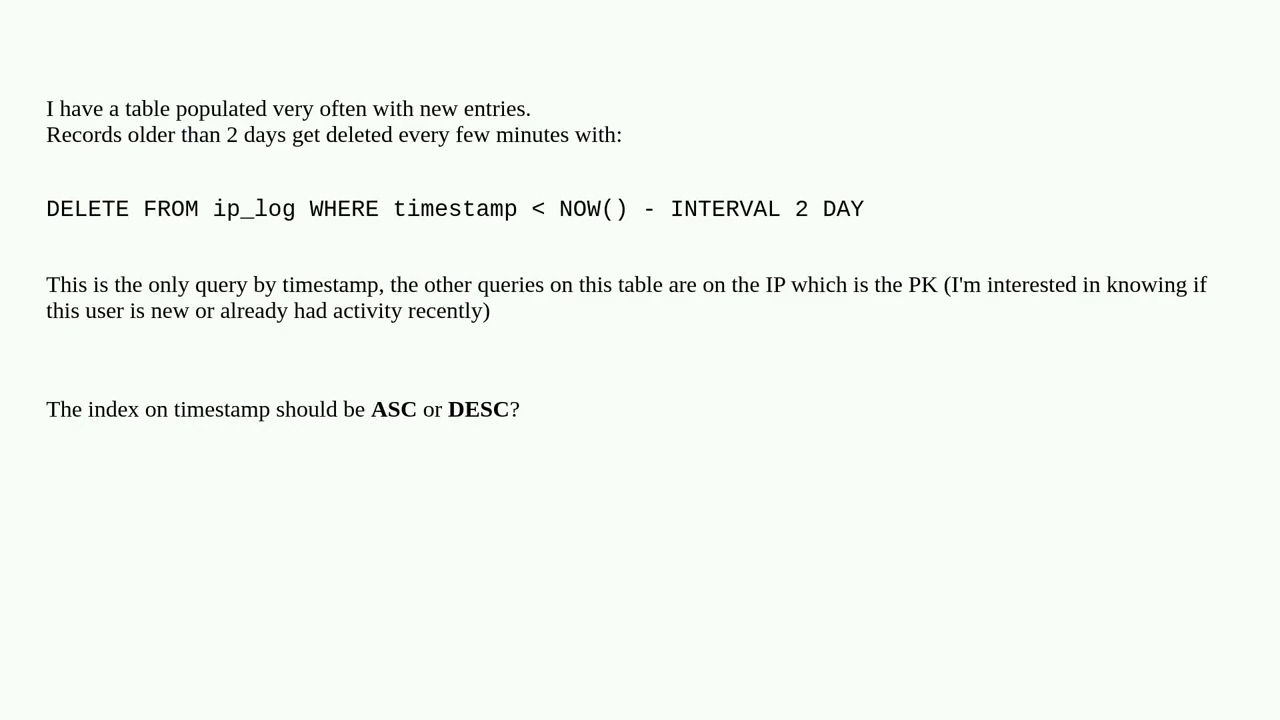 I have a table populated very often with new entries.
Records older than 2 days get deleted every few minutes with:
DELETE FROM ip_log WHERE timestamp < NOW() - INTERVAL 2 DAY
This is the only query by timestamp, the other queries on this table are on the IP which is the PK (I'm interested in knowing if
this user is new or already had activity recently)
The index on timestamp should be ASC or DESC?